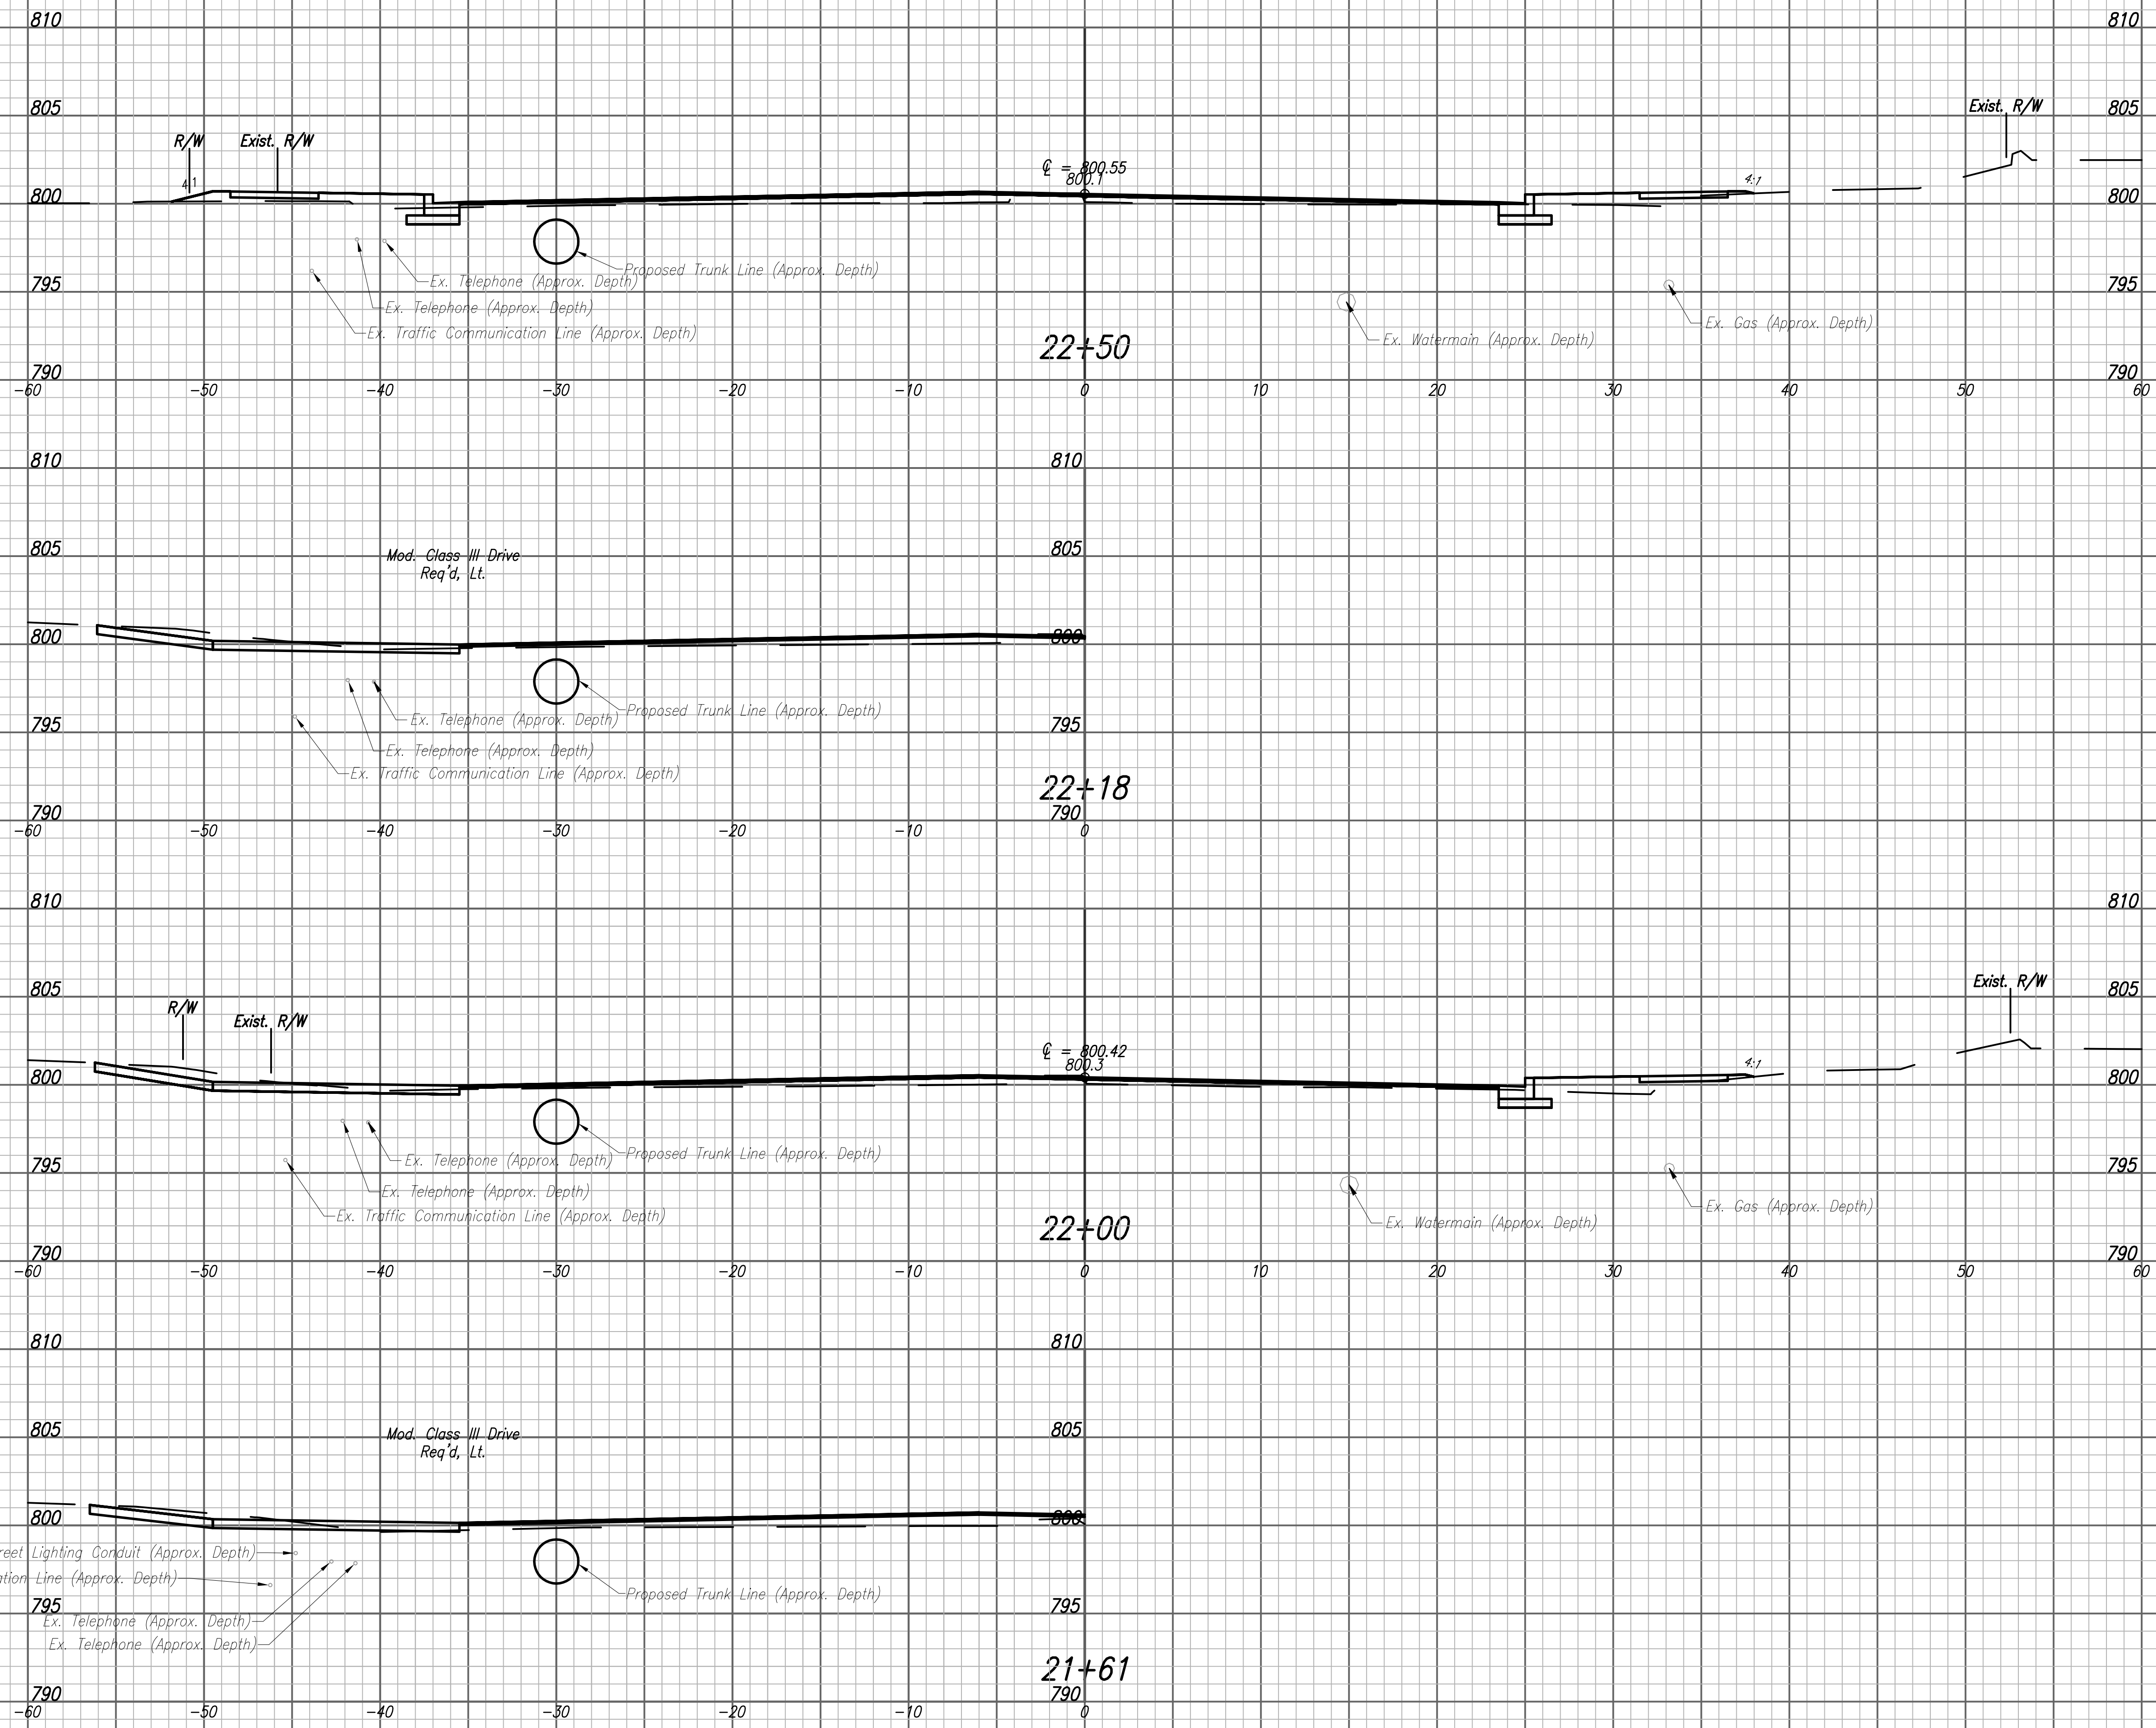 810 810
805 805
R/W Exist. R/W Exist. R/W
℄ = 800.55
800.1
4:1 4:1
800 800
Proposed Trunk Line (Approx. Depth)
Ex. Telephone (Approx. Depth)
795 795
Ex. Telephone (Approx. Depth)
Ex. Gas (Approx. Depth)
Ex. Traffic Communication Line (Approx. Depth)
Ex. Watermain (Approx. Depth)
22+50
790 790
-60 -50 -40 -30 -20 -10 0 10 20 30 40 50 60
810 810
805 805
Mod. Class III Drive
Req'd, Lt.
800 800
Proposed Trunk Line (Approx. Depth)
Ex. Telephone (Approx. Depth)
795 795
Ex. Telephone (Approx. Depth)
Ex. Traffic Communication Line (Approx. Depth)
22+18
790 790
-60 -50 -40 -30 -20 -10 0
810 810
805 805
R/W Exist. R/W Exist. R/W
℄ = 800.42
800.3
4:1
800 800
Proposed Trunk Line (Approx. Depth)
Ex. Telephone (Approx. Depth)
795 795
Ex. Telephone (Approx. Depth)
Ex. Gas (Approx. Depth)
Ex. Traffic Communication Line (Approx. Depth)
Ex. Watermain (Approx. Depth)
22+00
790 790
-60 -50 -40 -30 -20 -10 0 10 20 30 40 50 60
810 810
805 805
Mod. Class III Drive
Req'd, Lt.
800 800
reet Lighting Conduit (Approx. Depth)
ation Line (Approx. Depth)
Proposed Trunk Line (Approx. Depth)
795 795
Ex. Telephone (Approx. Depth)
Ex. Telephone (Approx. Depth)
21+61
790 790
-60 -50 -40 -30 -20 -10 0